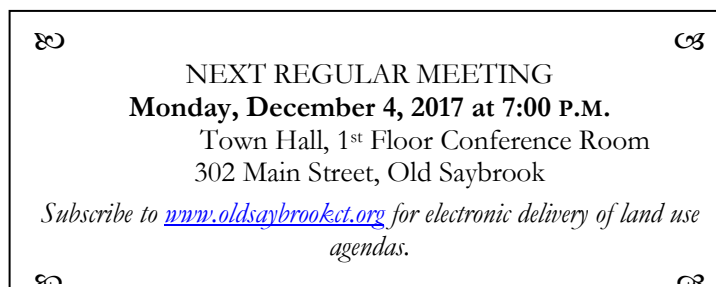 NEXT REGULAR MEETING
Monday, December 4, 2017 at 7:00 P.M.
Town Hall, 1st Floor Conference Room
302 Main Street, Old Saybrook
Subscribe to www.oldsaybrookct.org for electronic delivery of land use
agendas.